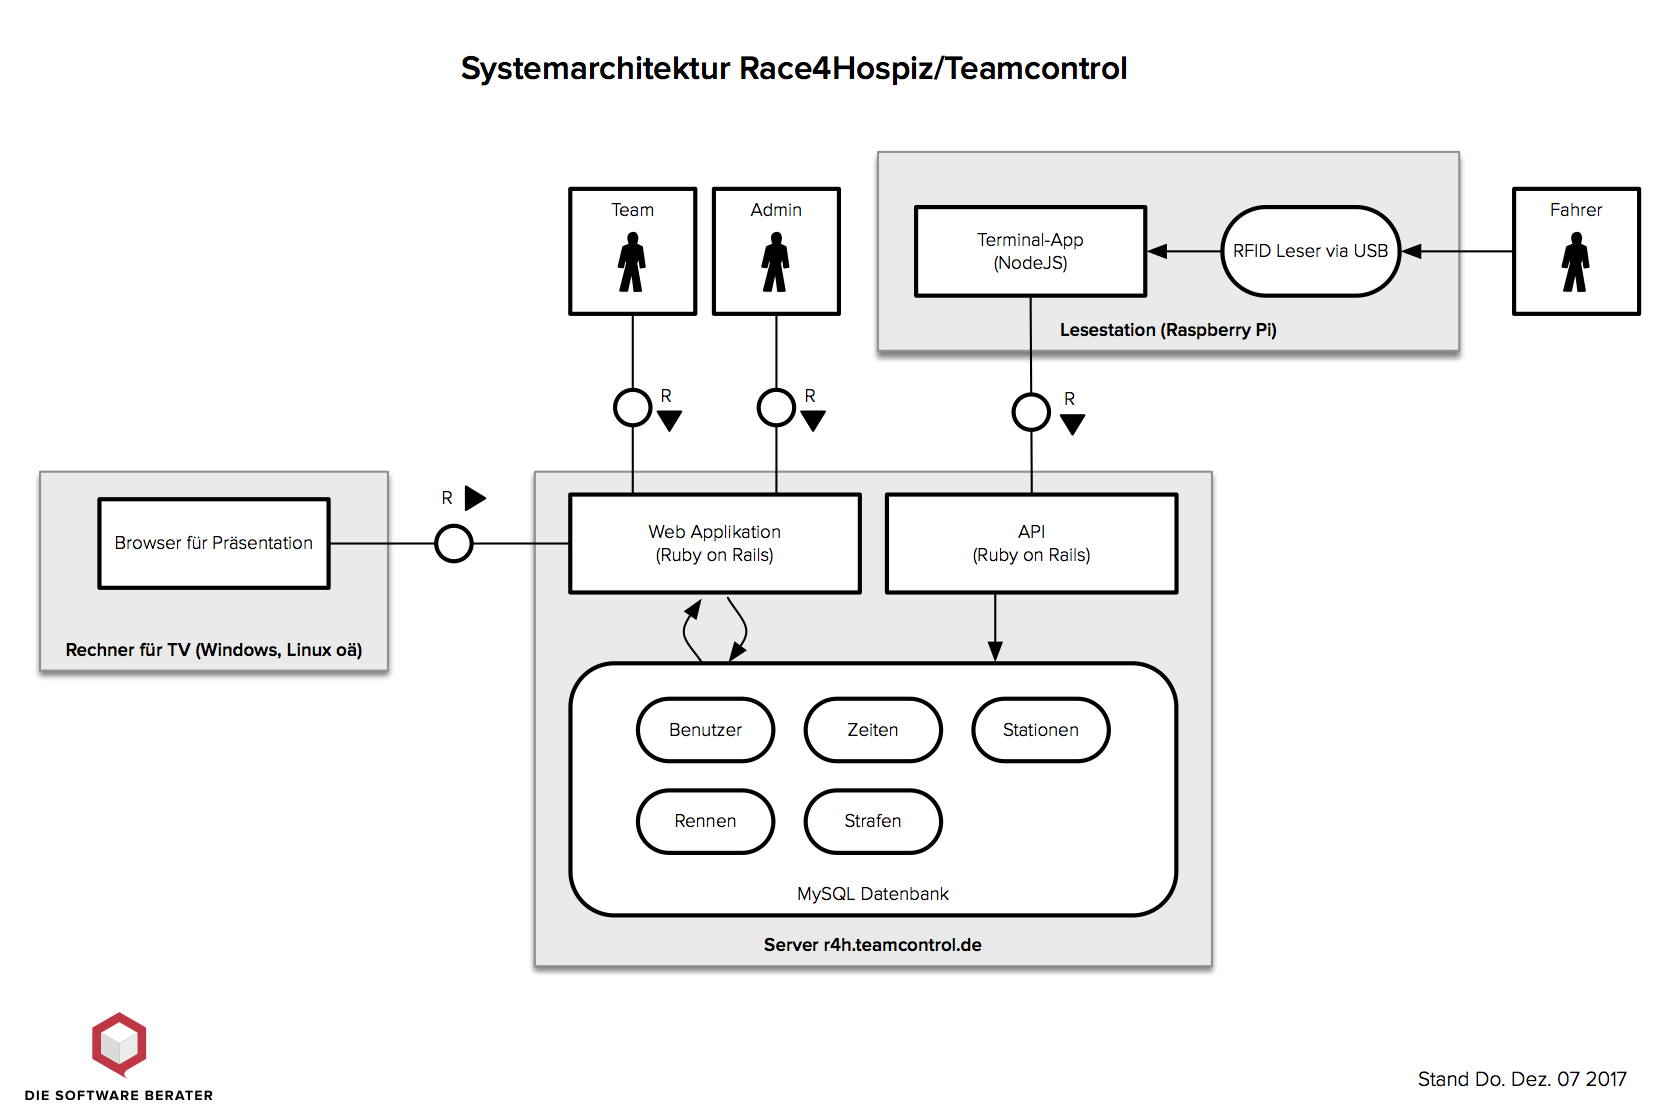 Systemarchitektur Race4Hospiz/Teamcontrol
Team
Admin
Terminal-App
(NodeJS)
RFID Leser via USB
Fahrer
Lesestation (Raspberry Pi)
R
R
R
R
Browser für Präsentation
Rechner für TV (Windows, Linux oä)
Web Applikation
(Ruby on Rails)
API
(Ruby on Rails)
Benutzer
Zeiten
Stationen
Rennen
Strafen
MySQL Datenbank
Server r4h.teamcontrol.de
DIE SOFTWARE BERATER
Stand Do. Dez. 07 2017